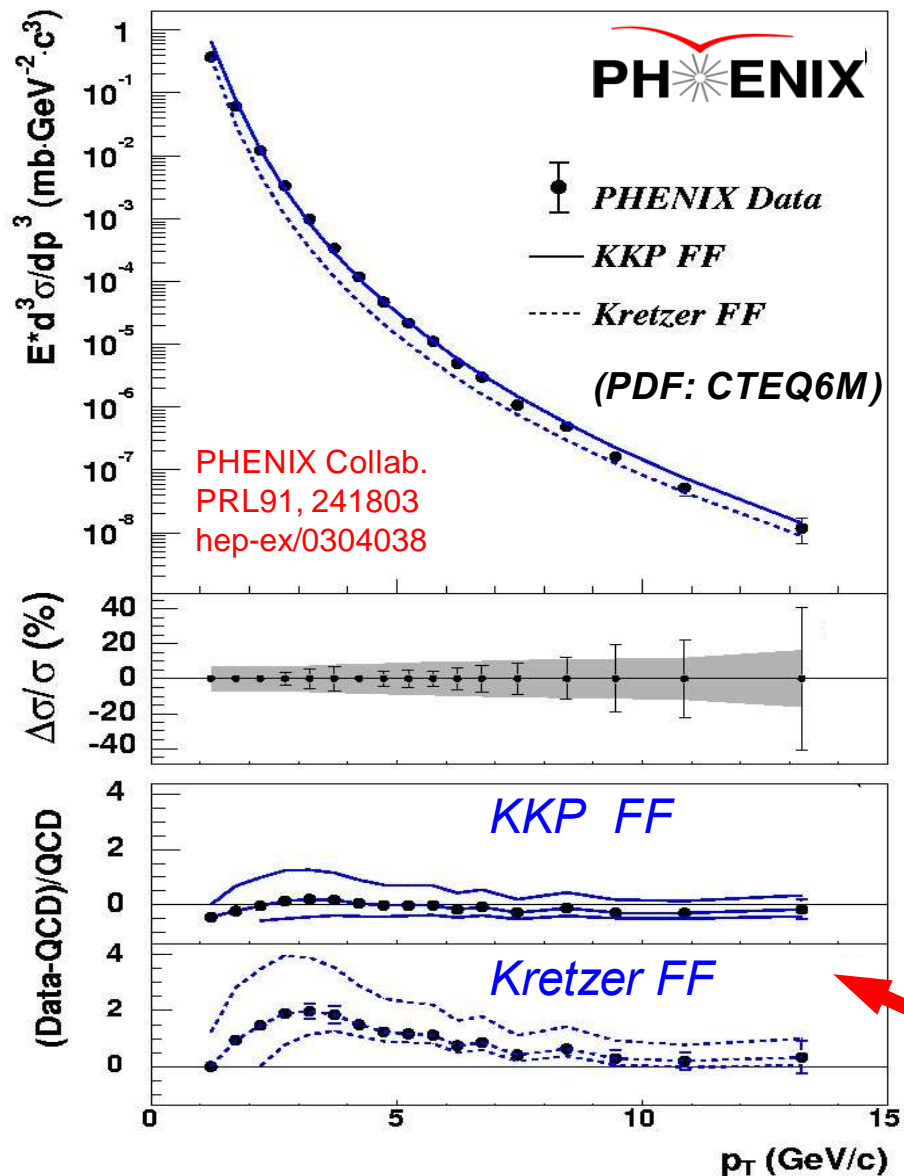 PHENIX
E*d³σ/dp³ (mb·GeV⁻²·c³)
1
10⁻¹
10⁻²
10⁻³
10⁻⁴
10⁻⁵
10⁻⁶
10⁻⁷
10⁻⁸
PHENIX Data
KKP FF
Kretzer FF
(PDF: CTEQ6M)
PHENIX Collab.
PRL91, 241803
hep-ex/0304038
Δσ/σ (%)
40
20
0
-20
-40
(Data-QCD)/QCD
4
2
0
KKP FF
4
2
0
Kretzer FF
0 5 10 15
p_T (GeV/c)